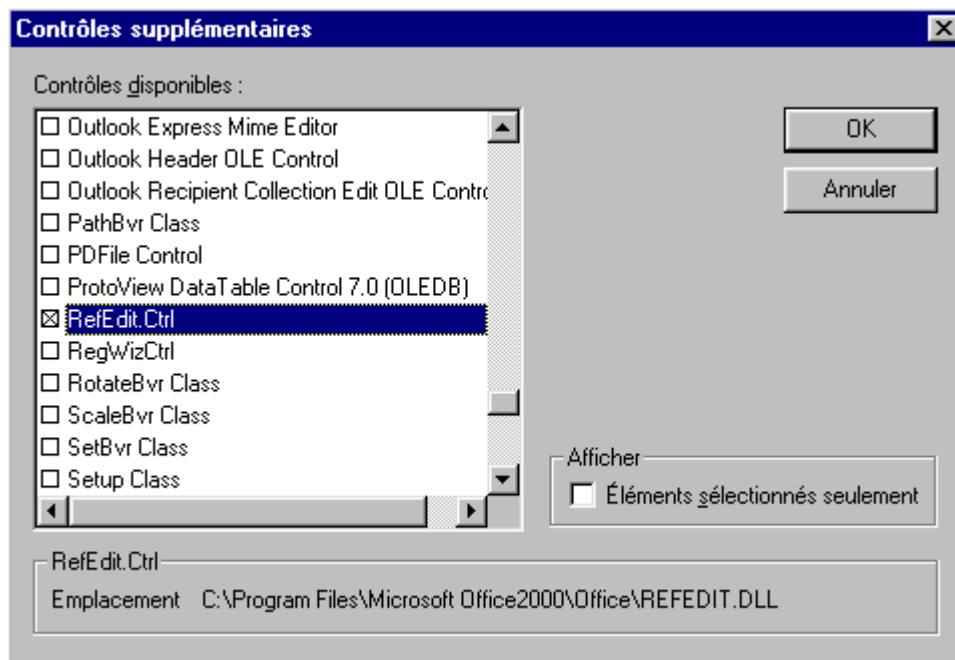 Contrôles supplémentaires
Contrôles disponibles :
Outlook Express Mime Editor
Outlook Header OLE Control
Outlook Recipient Collection Edit OLE Contro
PathBvr Class
PDFile Control
ProtoView DataTable Control 7.0 (OLEDB)
RefEdit.Ctrl
RegWizCtrl
RotateBvr Class
ScaleBvr Class
SetBvr Class
Setup Class
OK
Annuler
Afficher
Éléments sélectionnés seulement
RefEdit.Ctrl
Emplacement C:\Program Files\Microsoft Office2000\Office\REFEDIT.DLL